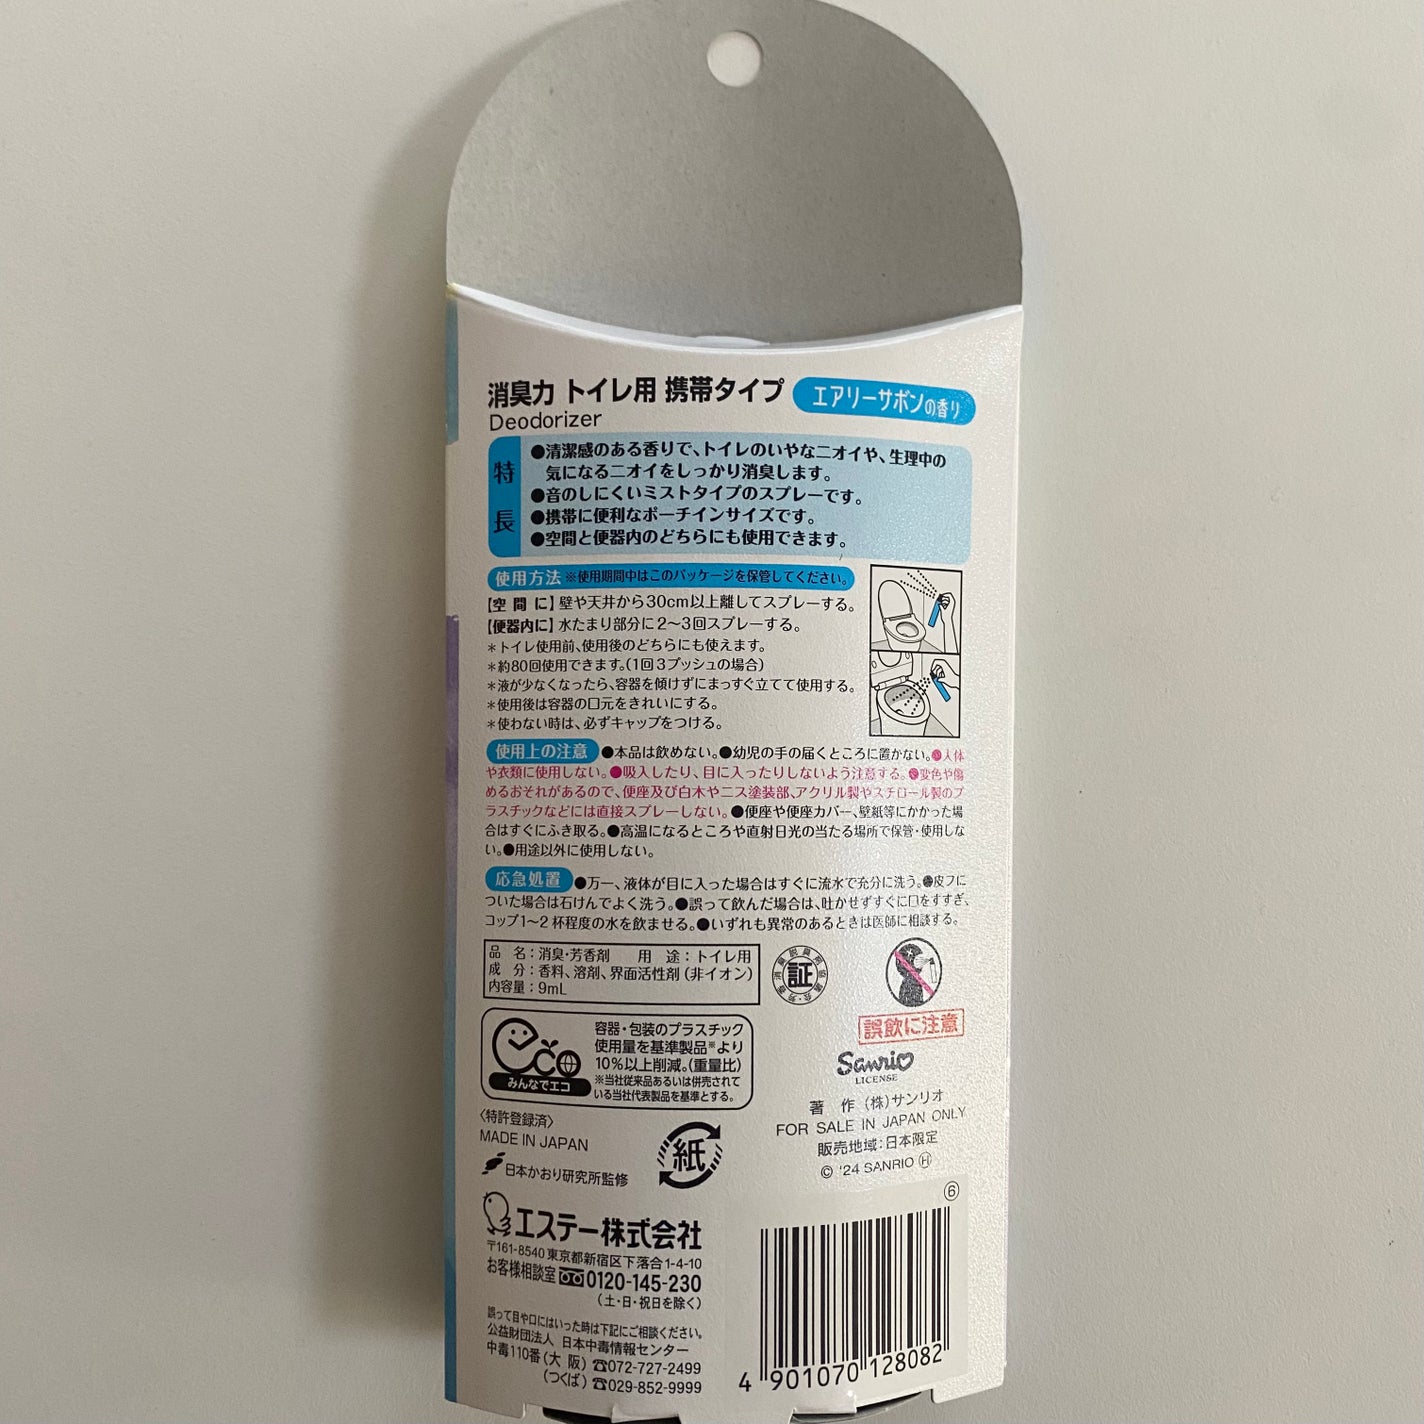 消臭力 トイレ用 携帯タイプ エアリーサボンの香り
Deodorizer
特長
●清潔感のある香りで、トイレのいやなニオイや、生理中の
気になるニオイをしっかり消臭します。
●音のしにくいミストタイプのスプレーです。
●携帯に便利なポーチインサイズです。
●空間と便器内のどちらにも使用できます。
使用方法 ※使用期間中はこのパッケージを保管してください。
【空間に】壁や天井から30cm以上離してスプレーする。
【便器内に】水たまり部分に2〜3回スプレーする。
＊トイレ使用前、使用後のどちらにも使えます。
＊約80回使用できます。(1回3プッシュの場合)
＊液が少なくなったら、容器を傾けずにまっすぐ立てて使用する。
＊使用後は容器の口元をきれいにする。
＊使わない時は、必ずキャップをつける。
使用上の注意 ●本品は飲めない。●幼児の手の届くところに置かない。●人体
や衣類に使用しない。●吸入したり、目に入ったりしないよう注意する。●変色や傷
めるおそれがあるので、便座及び白木やニス塗装部、アクリル製やスチロール製のプ
ラスチックなどには直接スプレーしない。●便座や便座カバー、壁紙等にかかった場
合はすぐにふき取る。●高温になるところや直射日光の当たる場所で保管・使用しな
い。●用途以外に使用しない。
応急処置 ●万一、液体が目に入った場合はすぐに流水で充分に洗う。●皮フに
ついた場合は石けんでよく洗う。●誤って飲んだ場合は、吐かせずすぐに口をすすぎ、
コップ1〜2杯程度の水を飲ませる。●いずれも異常のあるときは医師に相談する。
品 名：消臭・芳香剤 用 途：トイレ用
成 分：香料、溶剤、界面活性剤(非イオン)
内容量：9mL
証
誤飲に注意
eco
みんなでエコ
容器・包装のプラスチック
使用量を基準製品※より
10%以上削減。(重量比)
※当社従来品あるいは併売されて
いる当社代表製品を基準とする。
Sanrio
LICENSE
著 作 (株)サンリオ
FOR SALE IN JAPAN ONLY
販売地域：日本限定
© '24 SANRIO Ⓗ
〈特許登録済〉
MADE IN JAPAN
日本かおり研究所監修
紙
⑥
エステー株式会社
〒161-8540 東京都新宿区下落合1-4-10
お客様相談室 0120-145-230
(土・日・祝日を除く)
誤って目や口にはいった時は下記にご相談ください。
公益財団法人 日本中毒情報センター
中毒110番(大 阪) ☎072-727-2499
(つくば) ☎029-852-9999
4 901070 128082